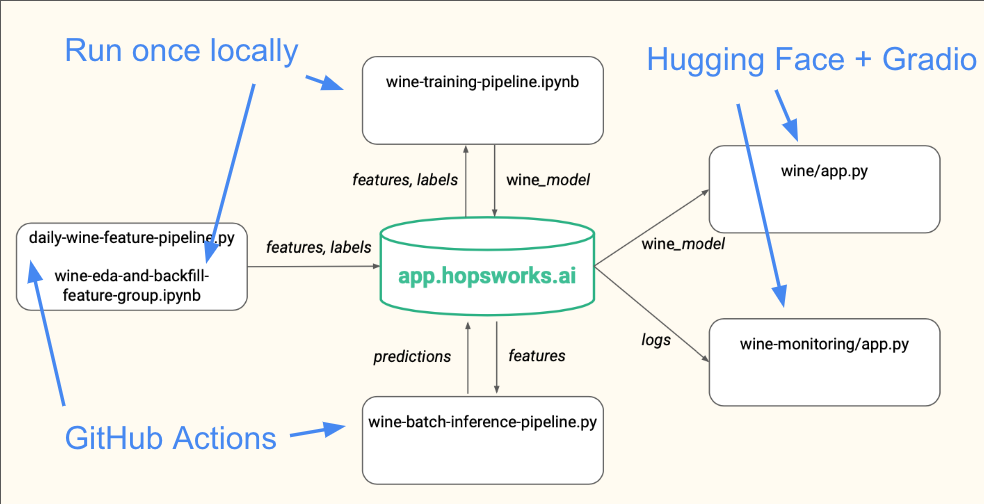 Run once locally
Hugging Face + Gradio
wine-training-pipeline.ipynb
features, labels
wine_model
wine/app.py
daily-wine-feature-pipeline.py
wine-eda-and-backfill-
feature-group.ipynb
features, labels
app.hopsworks.ai
wine_model
logs
wine-monitoring/app.py
predictions
features
wine-batch-inference-pipeline.py
GitHub Actions